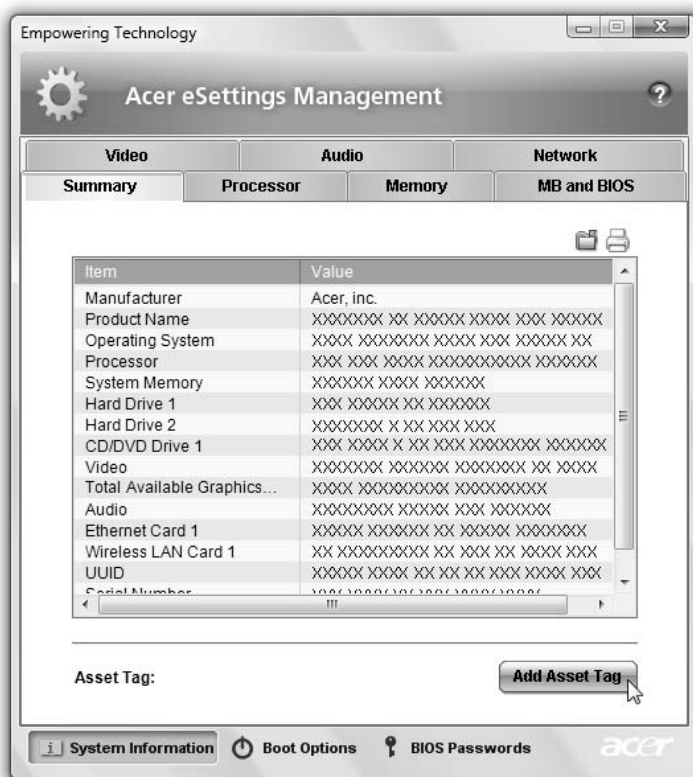 Empowering Technology
Acer eSettings Management
?
Video Audio Network
Summary Processor Memory MB and BIOS
Item Value
Manufacturer Acer, inc.
Product Name XXXXXXX XX XXXXX XXXX XXX XXXXX
Operating System XXXX XXXXXXX XXXX XXX XXXXX XX
Processor XXX XXX XXXX XXXXXXXXXX XXXXXX
System Memory XXXXXX XXXX XXXXXX
Hard Drive 1 XXX XXXXX XX XXXXXX
Hard Drive 2 XXXXXXX X XX XXX XXX
CD/DVD Drive 1 XXX XXXX X XX XXX XXXXXXX XXXXXX
Video XXXXXXX XXXXXX XXXXXXX XX XXXX
Total Available Graphics... XXXX XXXXXXXXX XXXXXXXXX
Audio XXXXXX XXXXX XXX XXXXXX
Ethernet Card 1 XXXXX XXXXXX XX XXXXX XXXXXXX
Wireless LAN Card 1 XX XXXXXXXXX XX XXX XX XXXX XXX
UUID XXXXX XXXX XX XX XX XXX XXXX XXX
Serial Number
Asset Tag: Add Asset Tag
i System Information Boot Options BIOS Passwords acer